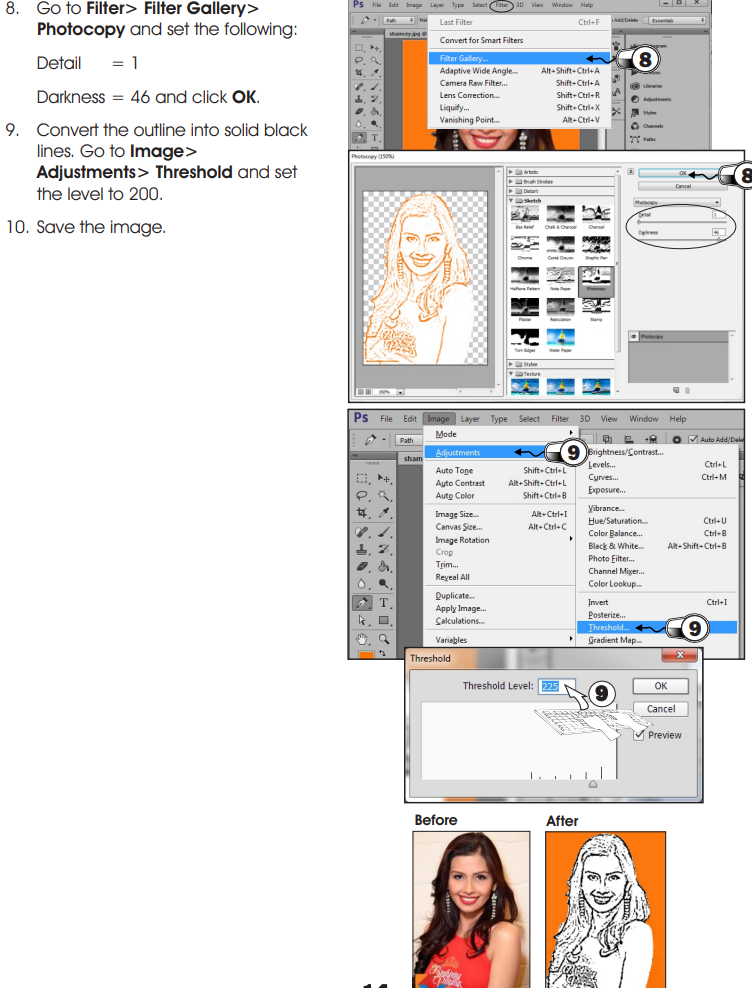 8. Go to Filter> Filter Gallery>
Photocopy and set the following:
Detail = 1
Darkness = 46 and click OK.
9. Convert the outline into solid black
lines. Go to Image>
Adjustments> Threshold and set
the level to 200.
10. Save the image.
PS File Edit Image Layer Type Select Filter 3D View Window Help
Path
Add/Delete Essentials
shamcey.jpg @
Last Filter Ctrl+F
Convert for Smart Filters
Filter Gallery...
8
Adaptive Wide Angle... Alt+Shift+Ctrl+A
Camera Raw Filter... Shift+Ctrl+A
Lens Correction... Shift+Ctrl+R
Liquify... Shift+Ctrl+X
Vanishing Point... Alt+Ctrl+V
Libraries
Adjustments
Styles
Channels
Paths
Photocopy (150%)
Artistic
Brush Strokes
Distort
Sketch
Bas Relief Chalk & Charcoal Charcoal
Chrome Conté Crayon Graphic Pen
Halftone Pattern Note Paper Photocopy
Plaster Reticulation Stamp
Torn Edges Water Paper
Stylize
Texture
OK
8
Cancel
Photocopy
Detail 1
Darkness 46
Photocopy
150%
PS File Edit Image Layer Type Select Filter 3D View Window Help
Path
Auto Add/Dele
sham
Mode
Adjustments
9
Auto Tone Shift+Ctrl+L
Auto Contrast Alt+Shift+Ctrl+L
Auto Color Shift+Ctrl+B
Image Size... Alt+Ctrl+I
Canvas Size... Alt+Ctrl+C
Image Rotation
Crop
Trim...
Reveal All
Duplicate...
Apply Image...
Calculations...
Variables
Brightness/Contrast...
Levels... Ctrl+L
Curves... Ctrl+M
Exposure...
Vibrance...
Hue/Saturation... Ctrl+U
Color Balance... Ctrl+B
Black & White... Alt+Shift+Ctrl+B
Photo Filter...
Channel Mixer...
Color Lookup...
Invert Ctrl+I
Posterize...
Threshold...
9
Gradient Map...
Threshold
Threshold Level: 225
9
OK
Cancel
Preview
Before After